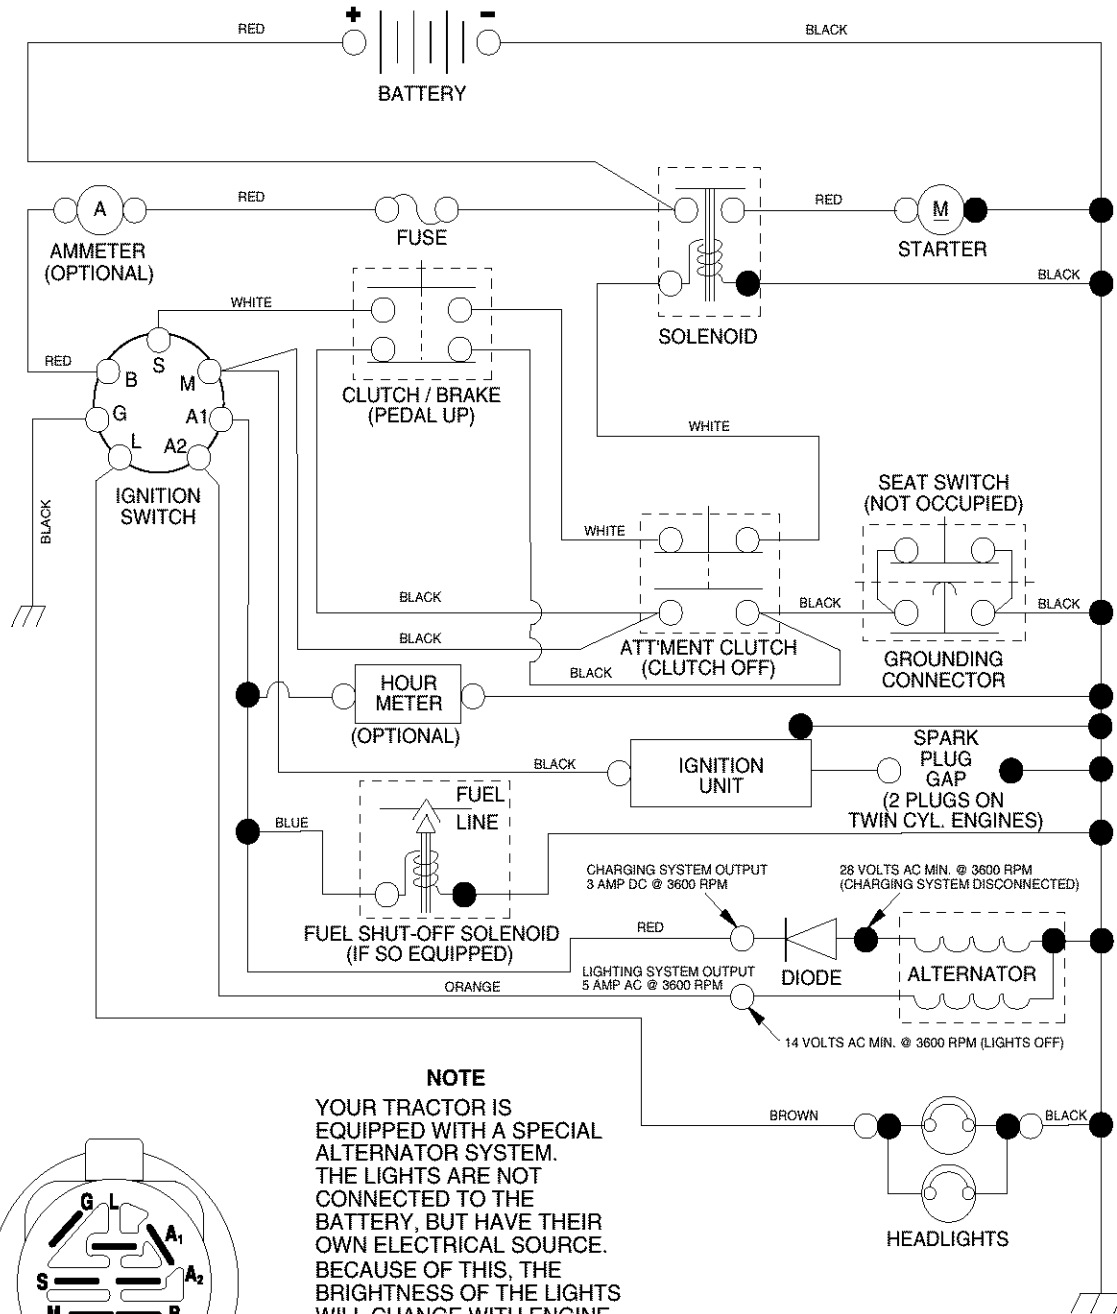 + -
RED
BLACK
BATTERY
A
RED
FUSE
RED
M
AMMETER
(OPTIONAL)
STARTER
BLACK
WHITE
SOLENOID
RED
S
B
M
G
A1
L
A2
CLUTCH / BRAKE
(PEDAL UP)
IGNITION
SWITCH
BLACK
WHITE
SEAT SWITCH
(NOT OCCUPIED)
WHITE
BLACK
BLACK
BLACK
BLACK
ATT'MENT CLUTCH
(CLUTCH OFF)
BLACK
GROUNDING
CONNECTOR
HOUR
METER
(OPTIONAL)
BLACK
IGNITION
UNIT
SPARK
PLUG
GAP
(2 PLUGS ON
TWIN CYL. ENGINES)
FUEL
LINE
BLUE
CHARGING SYSTEM OUTPUT
3 AMP DC @ 3600 RPM
28 VOLTS AC MIN. @ 3600 RPM
(CHARGING SYSTEM DISCONNECTED)
FUEL SHUT-OFF SOLENOID
(IF SO EQUIPPED)
RED
DIODE
ALTERNATOR
LIGHTING SYSTEM OUTPUT
5 AMP AC @ 3600 RPM
ORANGE
14 VOLTS AC MIN. @ 3600 RPM (LIGHTS OFF)
NOTE
YOUR TRACTOR IS
EQUIPPED WITH A SPECIAL
ALTERNATOR SYSTEM.
THE LIGHTS ARE NOT
CONNECTED TO THE
BATTERY, BUT HAVE THEIR
OWN ELECTRICAL SOURCE.
BECAUSE OF THIS, THE
BRIGHTNESS OF THE LIGHTS
WILL CHANGE WITH ENGINE
BROWN
BLACK
HEADLIGHTS
G L
A1
S
A2
M
B